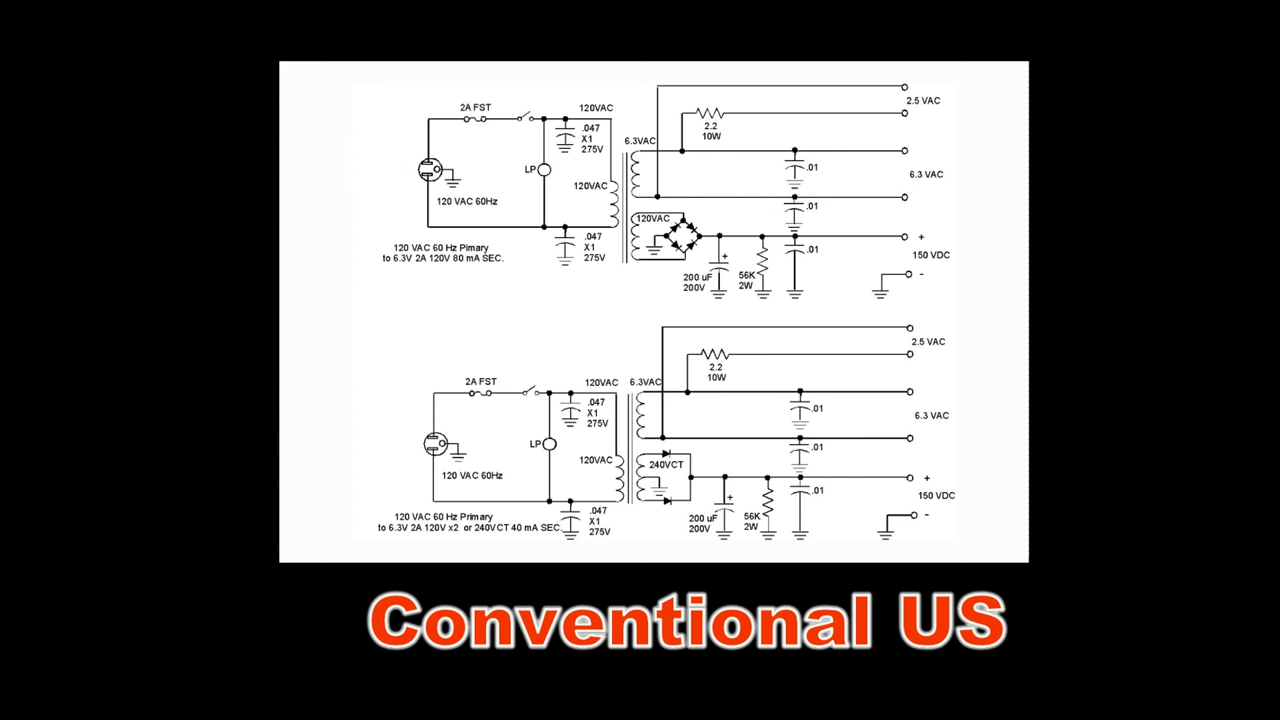 2A FST
120VAC
.047
X1
275V
6.3VAC
2.2
10W
2.5 VAC
LP
120VAC
.01
6.3 VAC
120 VAC 60Hz
.01
120VAC
.047
X1
275V
120 VAC 60 Hz Pimary
to 6.3V 2A 120V 80 mA SEC.
+
200 uF
200V
56K
2W
.01
+
150 VDC
-
2A FST
120VAC
.047
X1
275V
6.3VAC
2.2
10W
2.5 VAC
LP
120VAC
.01
6.3 VAC
120 VAC 60Hz
.01
240VCT
120 VAC 60 Hz Primary
to 6.3V 2A 120V x2 or 240VCT 40 mA SEC.
.047
X1
275V
+
200 uF
200V
56K
2W
.01
+
150 VDC
-
Conventional US